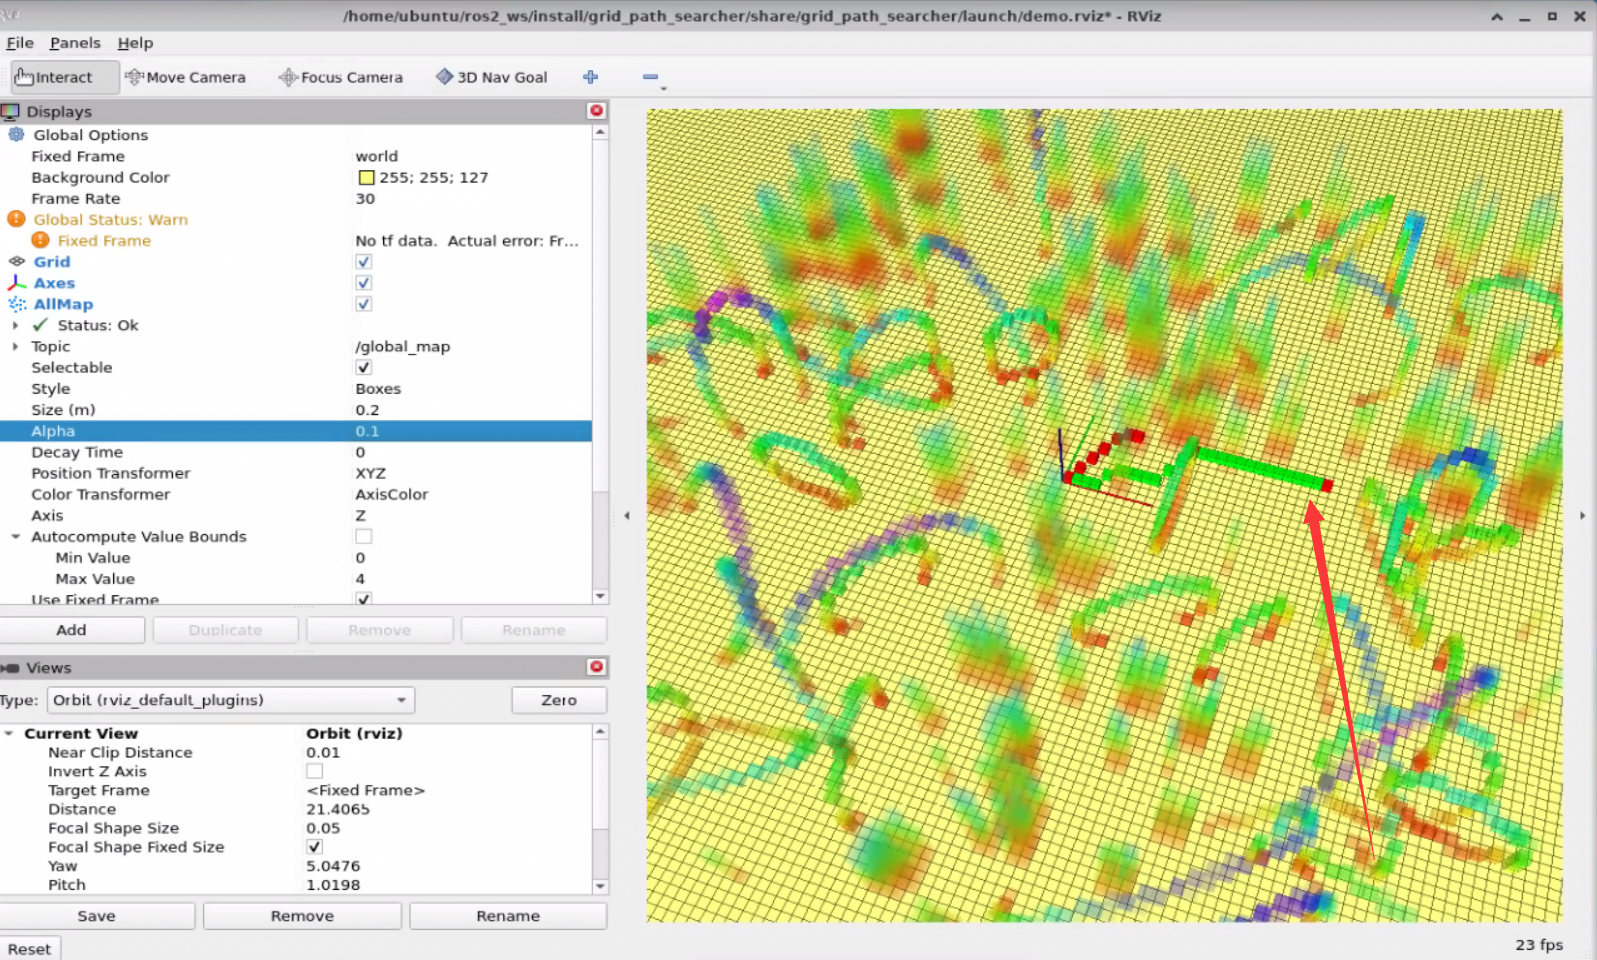 /home/ubuntu/ros2_ws/install/grid_path_searcher/share/grid_path_searcher/launch/demo.rviz* - RViz
File Panels Help
Interact Move Camera Focus Camera 3D Nav Goal
Displays
Global Options
Fixed Frame world
Background Color 255; 255; 127
Frame Rate 30
Global Status: Warn
Fixed Frame No tf data. Actual error: Fr...
Grid
Axes
AllMap
Status: Ok
Topic /global_map
Selectable
Style Boxes
Size (m) 0.2
Alpha 0.1
Decay Time 0
Position Transformer XYZ
Color Transformer AxisColor
Axis Z
Autocompute Value Bounds
Min Value 0
Max Value 4
Use Fixed Frame
Add Duplicate Remove Rename
Views
Type: Orbit (rviz_default_plugins) Zero
Current View Orbit (rviz)
Near Clip Distance 0.01
Invert Z Axis
Target Frame <Fixed Frame>
Distance 21.4065
Focal Shape Size 0.05
Focal Shape Fixed Size
Yaw 5.0476
Pitch 1.0198
Save Remove Rename
Reset 23 fps